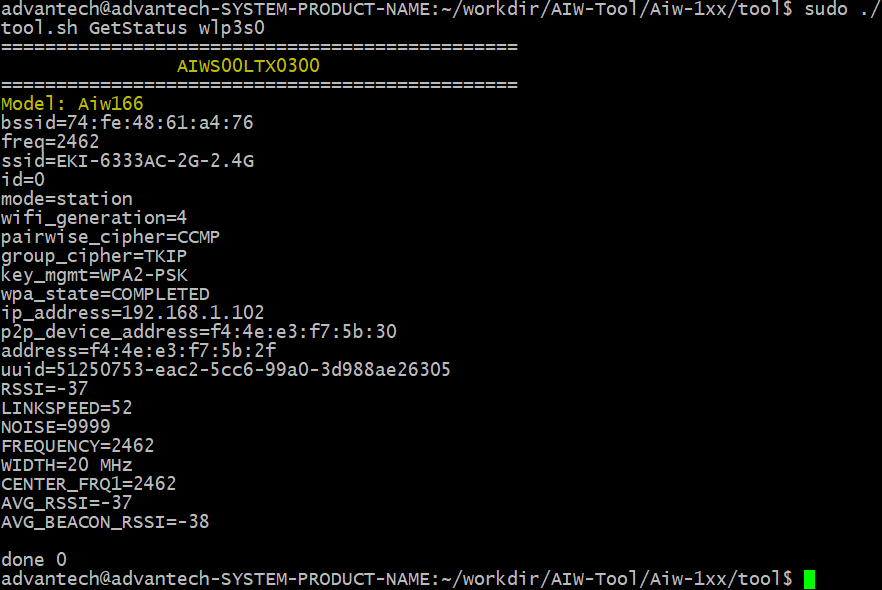 advantech@advantech-SYSTEM-PRODUCT-NAME:~/workdir/AIW-Tool/Aiw-1xx/tool$ sudo ./
tool.sh GetStatus wlp3s0
===============================================
AIWS00LTX0300
===============================================
Model: Aiw166
bssid=74:fe:48:61:a4:76
freq=2462
ssid=EKI-6333AC-2G-2.4G
id=0
mode=station
wifi_generation=4
pairwise_cipher=CCMP
group_cipher=TKIP
key_mgmt=WPA2-PSK
wpa_state=COMPLETED
ip_address=192.168.1.102
p2p_device_address=f4:4e:e3:f7:5b:30
address=f4:4e:e3:f7:5b:2f
uuid=51250753-eac2-5cc6-99a0-3d988ae26305
RSSI=-37
LINKSPEED=52
NOISE=9999
FREQUENCY=2462
WIDTH=20 MHz
CENTER_FRQ1=2462
AVG_RSSI=-37
AVG_BEACON_RSSI=-38
done 0
advantech@advantech-SYSTEM-PRODUCT-NAME:~/workdir/AIW-Tool/Aiw-1xx/tool$